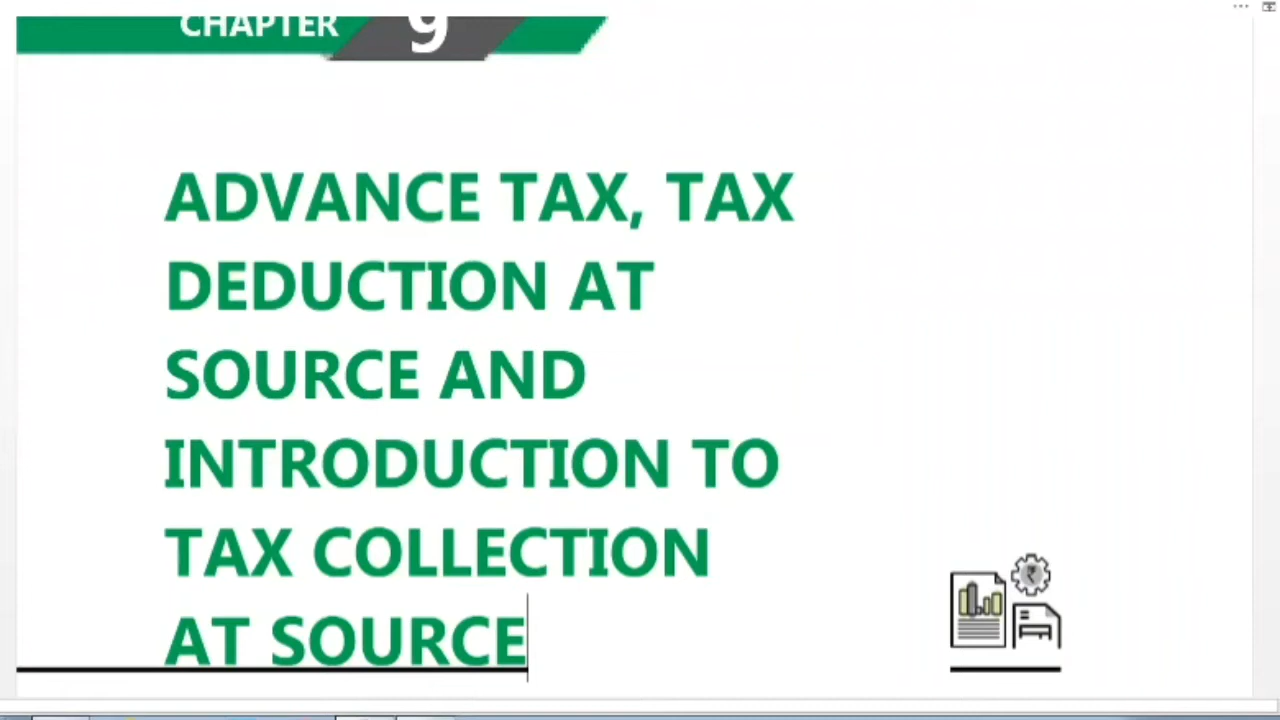 CHAPTER 9
ADVANCE TAX, TAX
DEDUCTION AT
SOURCE AND
INTRODUCTION TO
TAX COLLECTION
AT SOURCE
₹